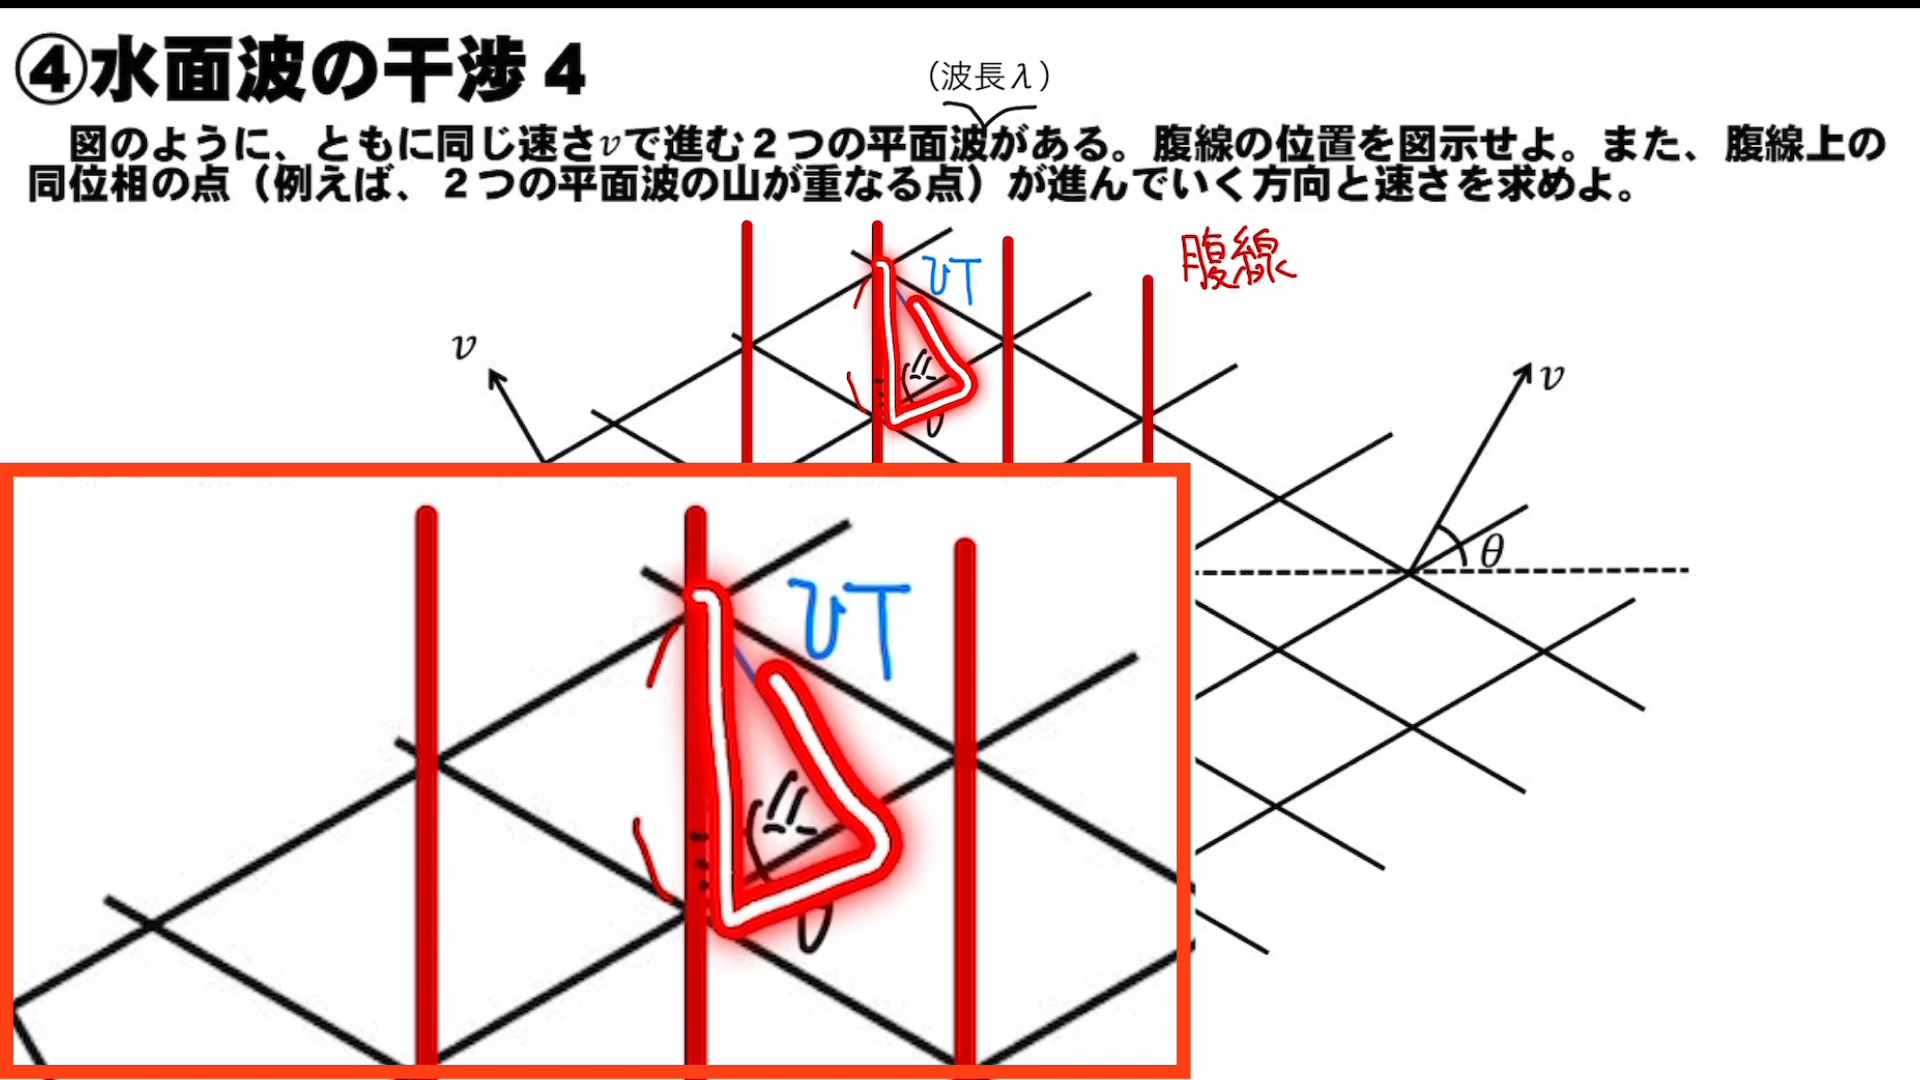 ④水面波の干渉4
(波長λ)
図のように、ともに同じ速さvで進む2つの平面波がある。腹線の位置を図示せよ。また、腹線上の
同位相の点(例えば、2つの平面波の山が重なる点)が進んでいく方向と速さを求めよ。
腹線
vT
v
v
θ
vT